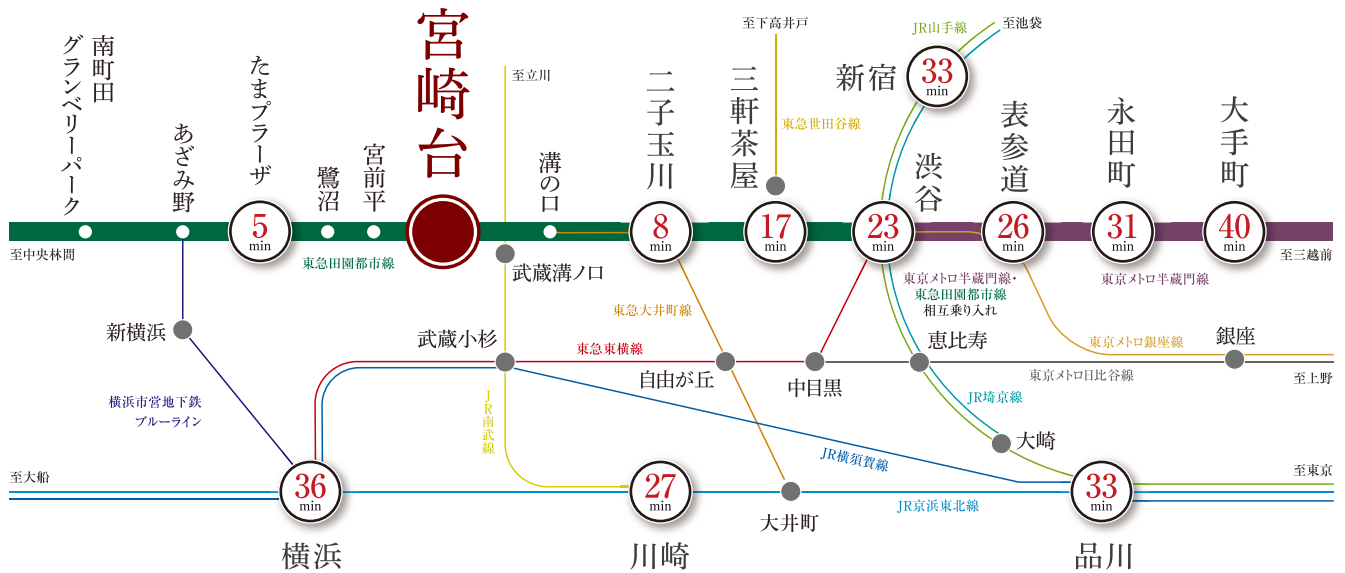 南町田
グランベリーパーク
あざみ野
たまプラーザ
5
min
鷺沼
宮前平
宮崎台
至立川
溝の口
二子玉川
8
min
三軒茶屋
17
min
至下高井戸
東急世田谷線
新宿
33
min
JR山手線
至池袋
渋谷
23
min
表参道
26
min
永田町
31
min
大手町
40
min
至中央林間
東急田園都市線
武蔵溝ノ口
東京メトロ半蔵門線・
東急田園都市線
相互乗り入れ
東京メトロ半蔵門線
至三越前
新横浜
武蔵小杉
東急大井町線
東急東横線
自由が丘
中目黒
恵比寿
東京メトロ銀座線
銀座
東京メトロ日比谷線
至上野
横浜市営地下鉄
ブルーライン
JR南武線
JR埼京線
大崎
JR横須賀線
至大船
36
min
横浜
27
min
川崎
大井町
JR京浜東北線
33
min
品川
至東京